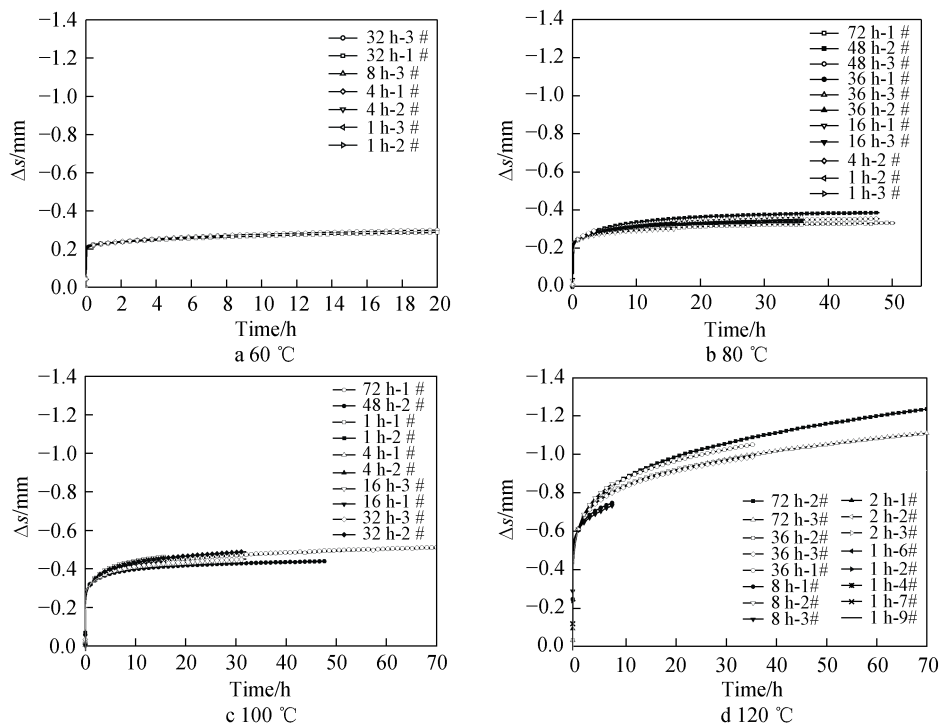 −1.4
−1.2
−1.0
−0.8
−0.6
−0.4
0.2
0.0
Δs/mm
32 h-3 #
32 h-1 #
8 h-3 #
4 h-1 #
4 h-2 #
1 h-3 #
1 h-2 #
0 2 4 6 8 10 12 14 16 18 20
Time/h
a 60 ℃
−1.4
−1.2
−1.0
−0.8
−0.6
−0.4
−0.2
0.0
Δs/mm
72 h-1 #
48 h-2 #
48 h-3 #
36 h-1 #
36 h-3 #
36 h-2 #
16 h-1 #
16 h-3 #
4 h-2 #
1 h-2 #
1 h-3 #
0 10 20 30 40 50
Time/h
b 80 ℃
−1.4
−1.2
−1.0
−0.8
−0.6
−0.4
−0.2
0.0
Δs/mm
72 h-1 #
48 h-2 #
1 h-1 #
1 h-2 #
4 h-1 #
4 h-2 #
16 h-3 #
16 h-1 #
32 h-3 #
32 h-2 #
0 10 20 30 40 50 60 70
Time/h
c 100 ℃
−1.4
−1.2
−1.0
−0.8
−0.6
−0.4
−0.2
0.0
Δs/mm
72 h-2# 2 h-1#
72 h-3# 2 h-2#
36 h-2# 2 h-3#
36 h-3# 1 h-6#
36 h-1# 1 h-2#
8 h-1# 1 h-4#
8 h-2# 1 h-7#
8 h-3# 1 h-9#
0 10 20 30 40 50 60 70
Time/h
d 120 ℃